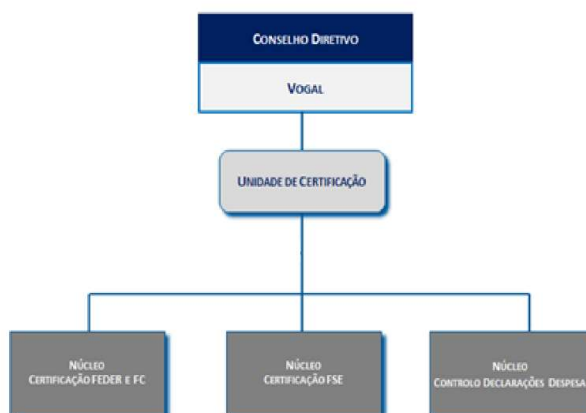 CONSELHO DIRETIVO
VOGAL
UNIDADE DE CERTIFICAÇÃO
NÚCLEO
CERTIFICAÇÃO FEDER E FC
NÚCLEO
CERTIFICAÇÃO FSE
NÚCLEO
CONTROLO DECLARAÇÕES DESPESA